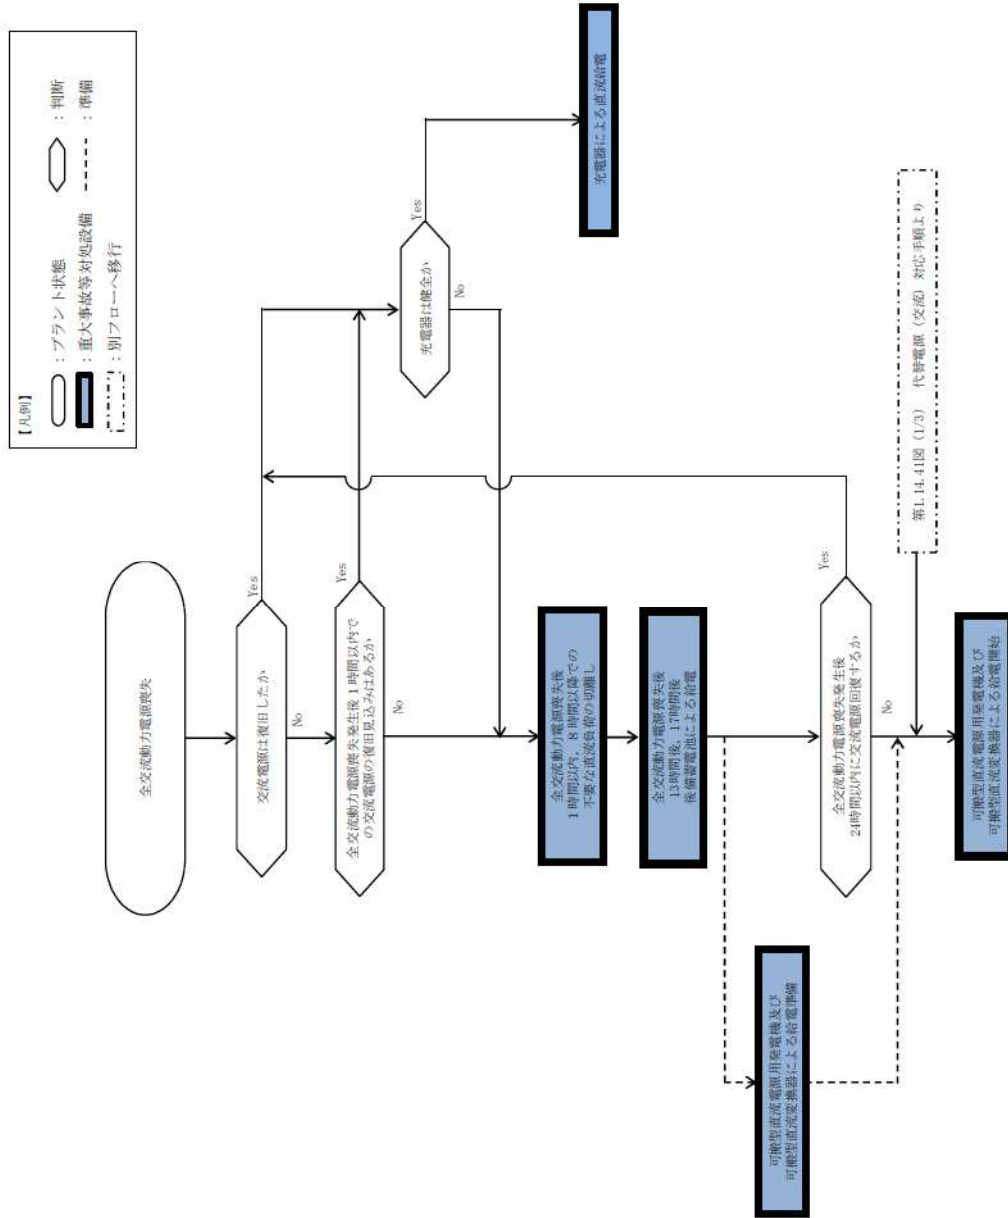 【凡例】
：プラント状態
：判断
：重大事故等対処設備
：準備
：別フローへ移行
全交流動力電源喪失
交流電源は復旧したか
Yes
No
全交流動力電源喪失発生後1時間以内で
の交流電源の復旧見込みはあるか
Yes
No
充電器は健全か
Yes
No
充電器による直流給電
全交流動力電源喪失後
1時間以内，8時間以降での
不要な直流負荷の切離し
全交流動力電源喪失後
13時間後，17時間後
後備蓄電池による給電
全交流動力電源喪失発生後
24時間以内に交流電源回復するか
Yes
No
可搬型直流電源用発電機及び
可搬型直流変換器による給電準備
第1.14.41図（1/3）　代替電源（交流）対応手順より
可搬型直流電源用発電機及び
可搬型直流変換器による給電開始